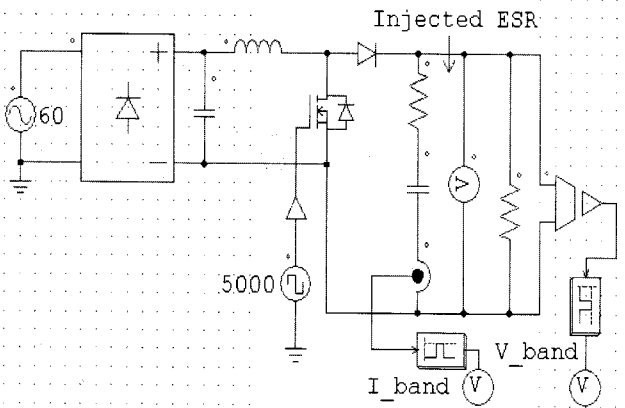 Injected ESR
60
V
5000
V_band
I_band
V
V